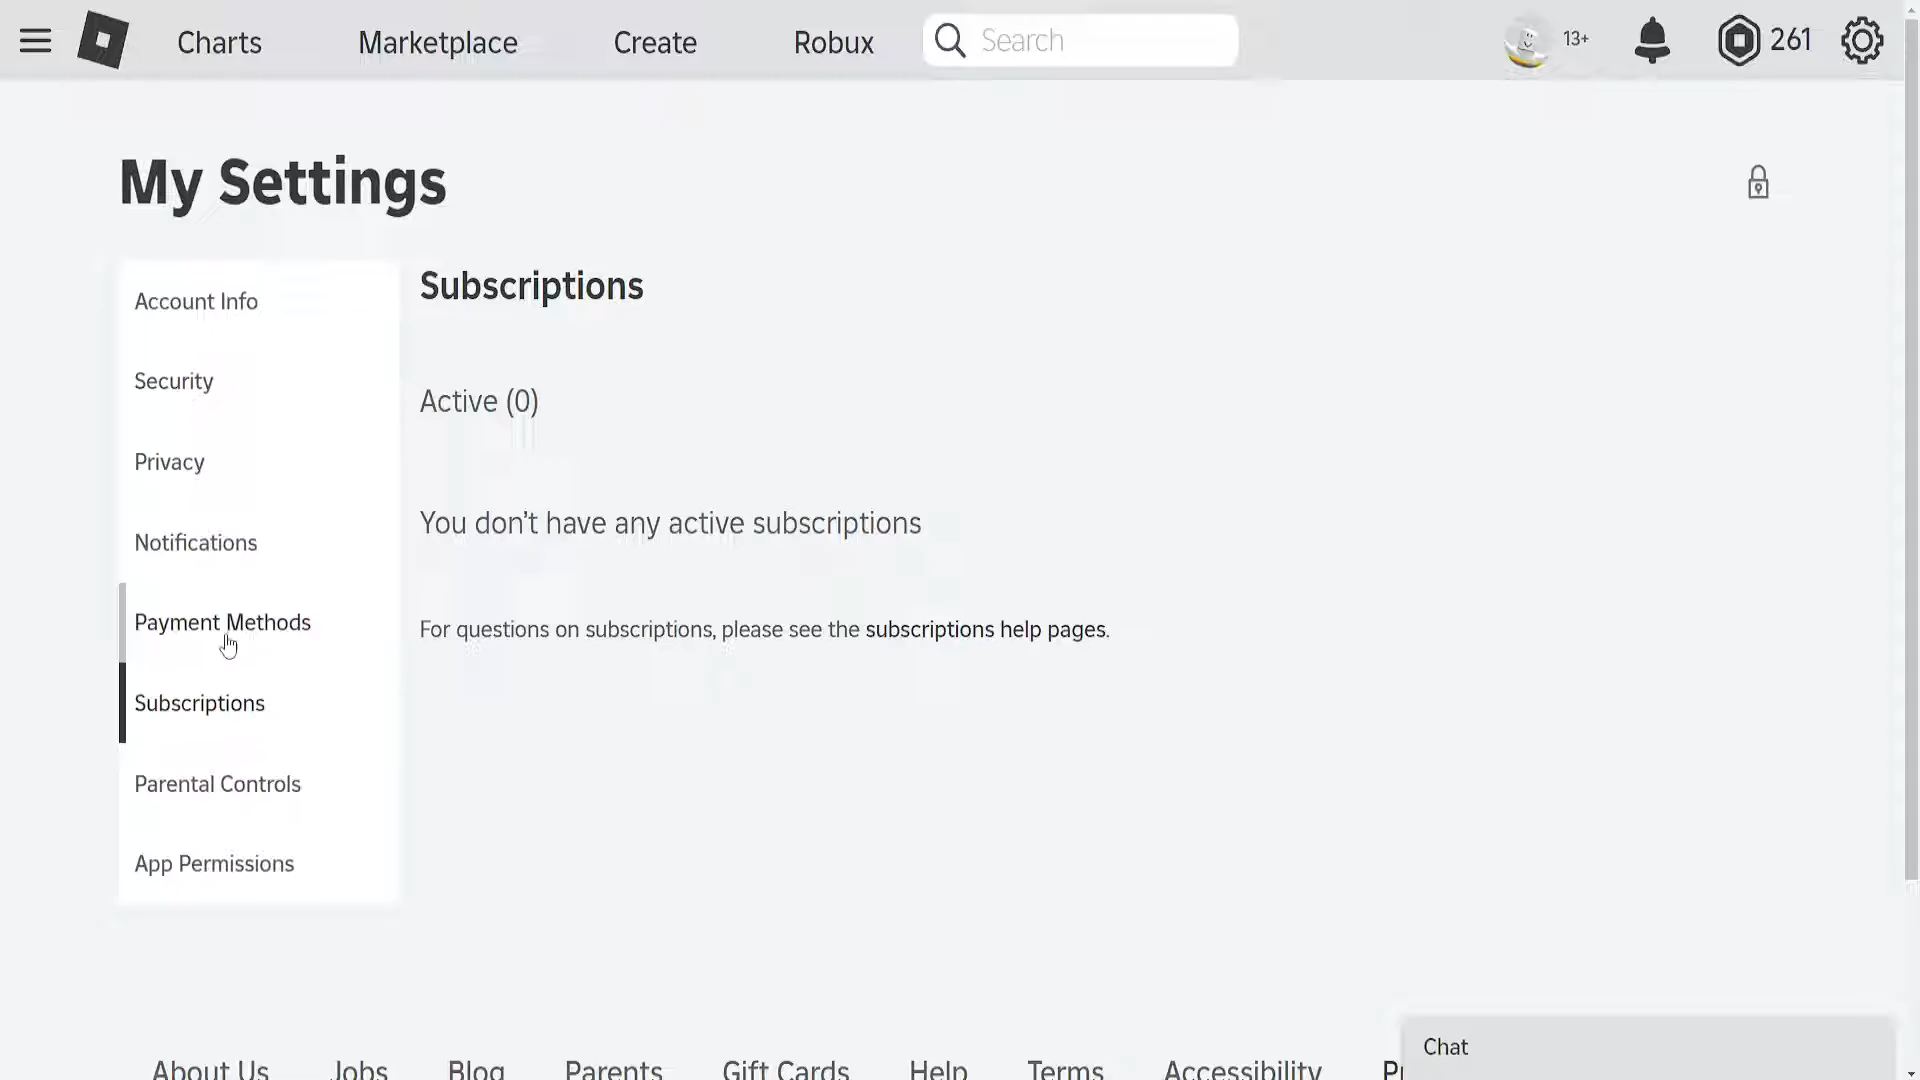 Charts
Marketplace
Create
Robux
Search
13+
261
My Settings
Account Info
Security
Privacy
Notifications
Payment Methods
Subscriptions
Parental Controls
App Permissions
Subscriptions
Active (0)
You don't have any active subscriptions
For questions on subscriptions, please see the subscriptions help pages.
About Us
Jobs
Blog
Parents
Gift Cards
Help
Terms
Accessibility
Chat